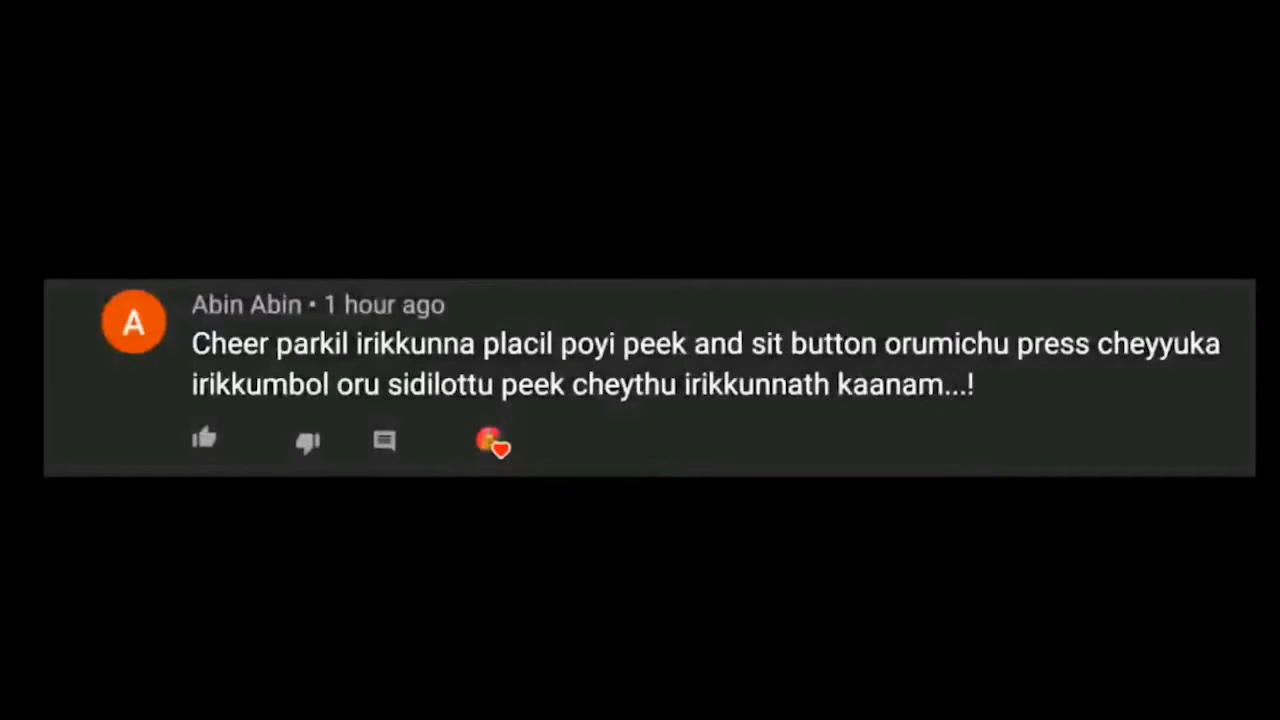 A
Abin Abin • 1 hour ago
Cheer parkil irikkunna placil poyi peek and sit button orumichu press cheyyuka
irikkumbol oru sidilottu peek cheythu irikkunnath kaanam...!